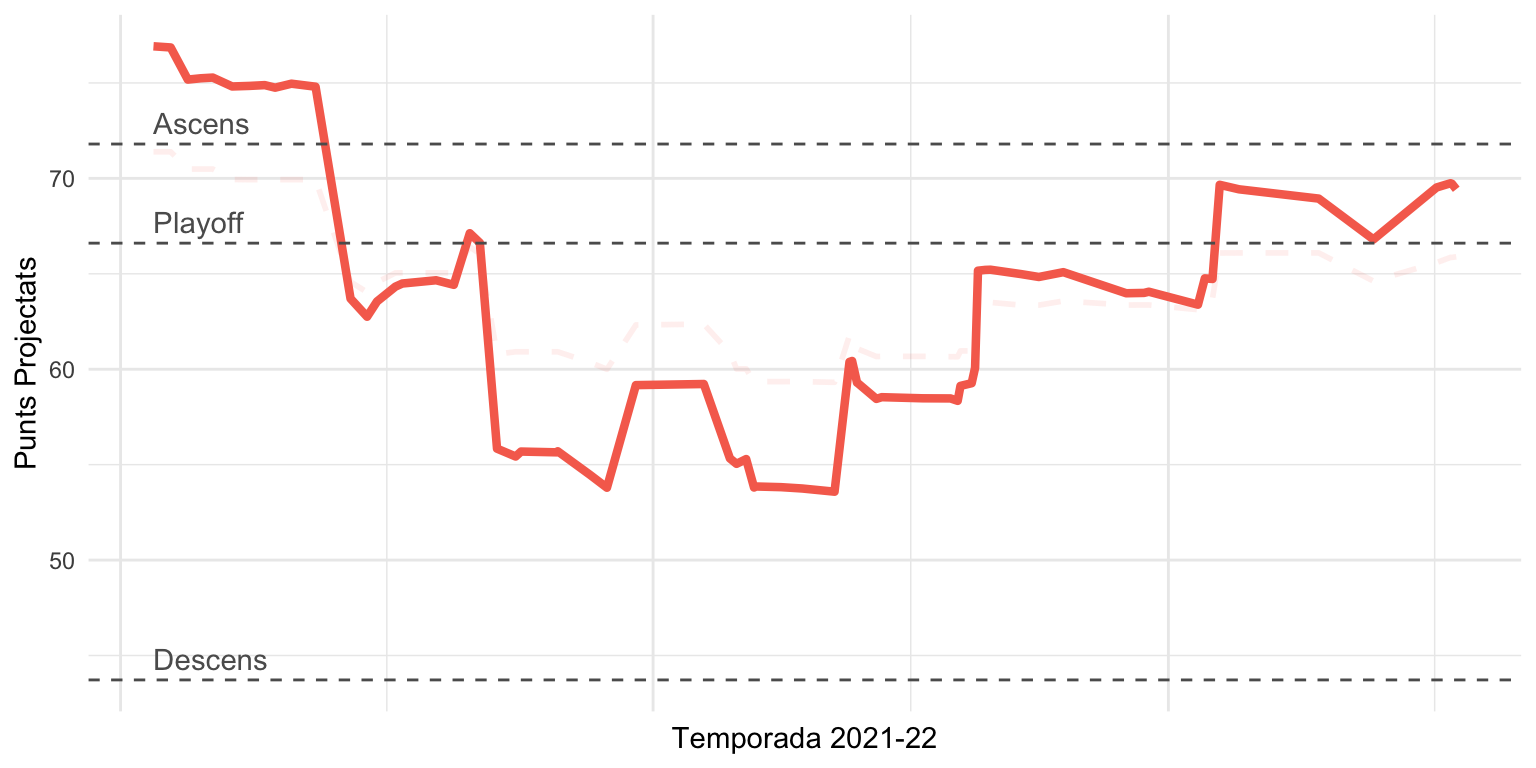 Ascens
70
Playoff
Punts Projectats
60
50
Descens
Temporada 2021-22